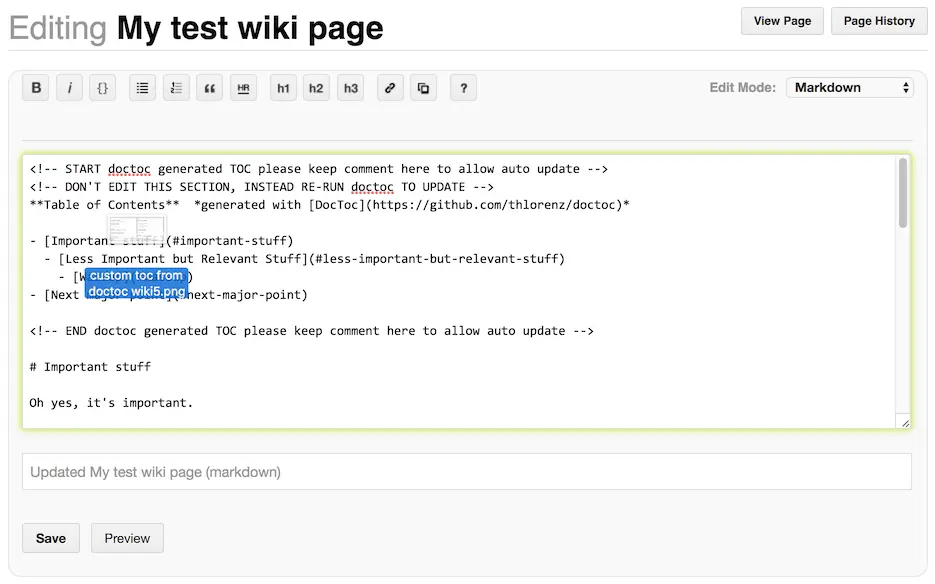 Editing My test wiki page
View Page
Page History
B i {} “ HR h1 h2 h3 ?
Edit Mode: Markdown
<!-- START doctoc generated TOC please keep comment here to allow auto update -->
<!-- DON'T EDIT THIS SECTION, INSTEAD RE-RUN doctoc TO UPDATE -->
**Table of Contents**  *generated with [DocToc](https://github.com/thlorenz/doctoc)*
- [Important stuff](#important-stuff)
- [Less Important but Relevant Stuff](#less-important-but-relevant-stuff)
- [W )
custom toc from
doctoc wiki5.png
- [Next next-major-point)
<!-- END doctoc generated TOC please keep comment here to allow auto update -->
# Important stuff
Oh yes, it's important.
Updated My test wiki page (markdown)
Save
Preview